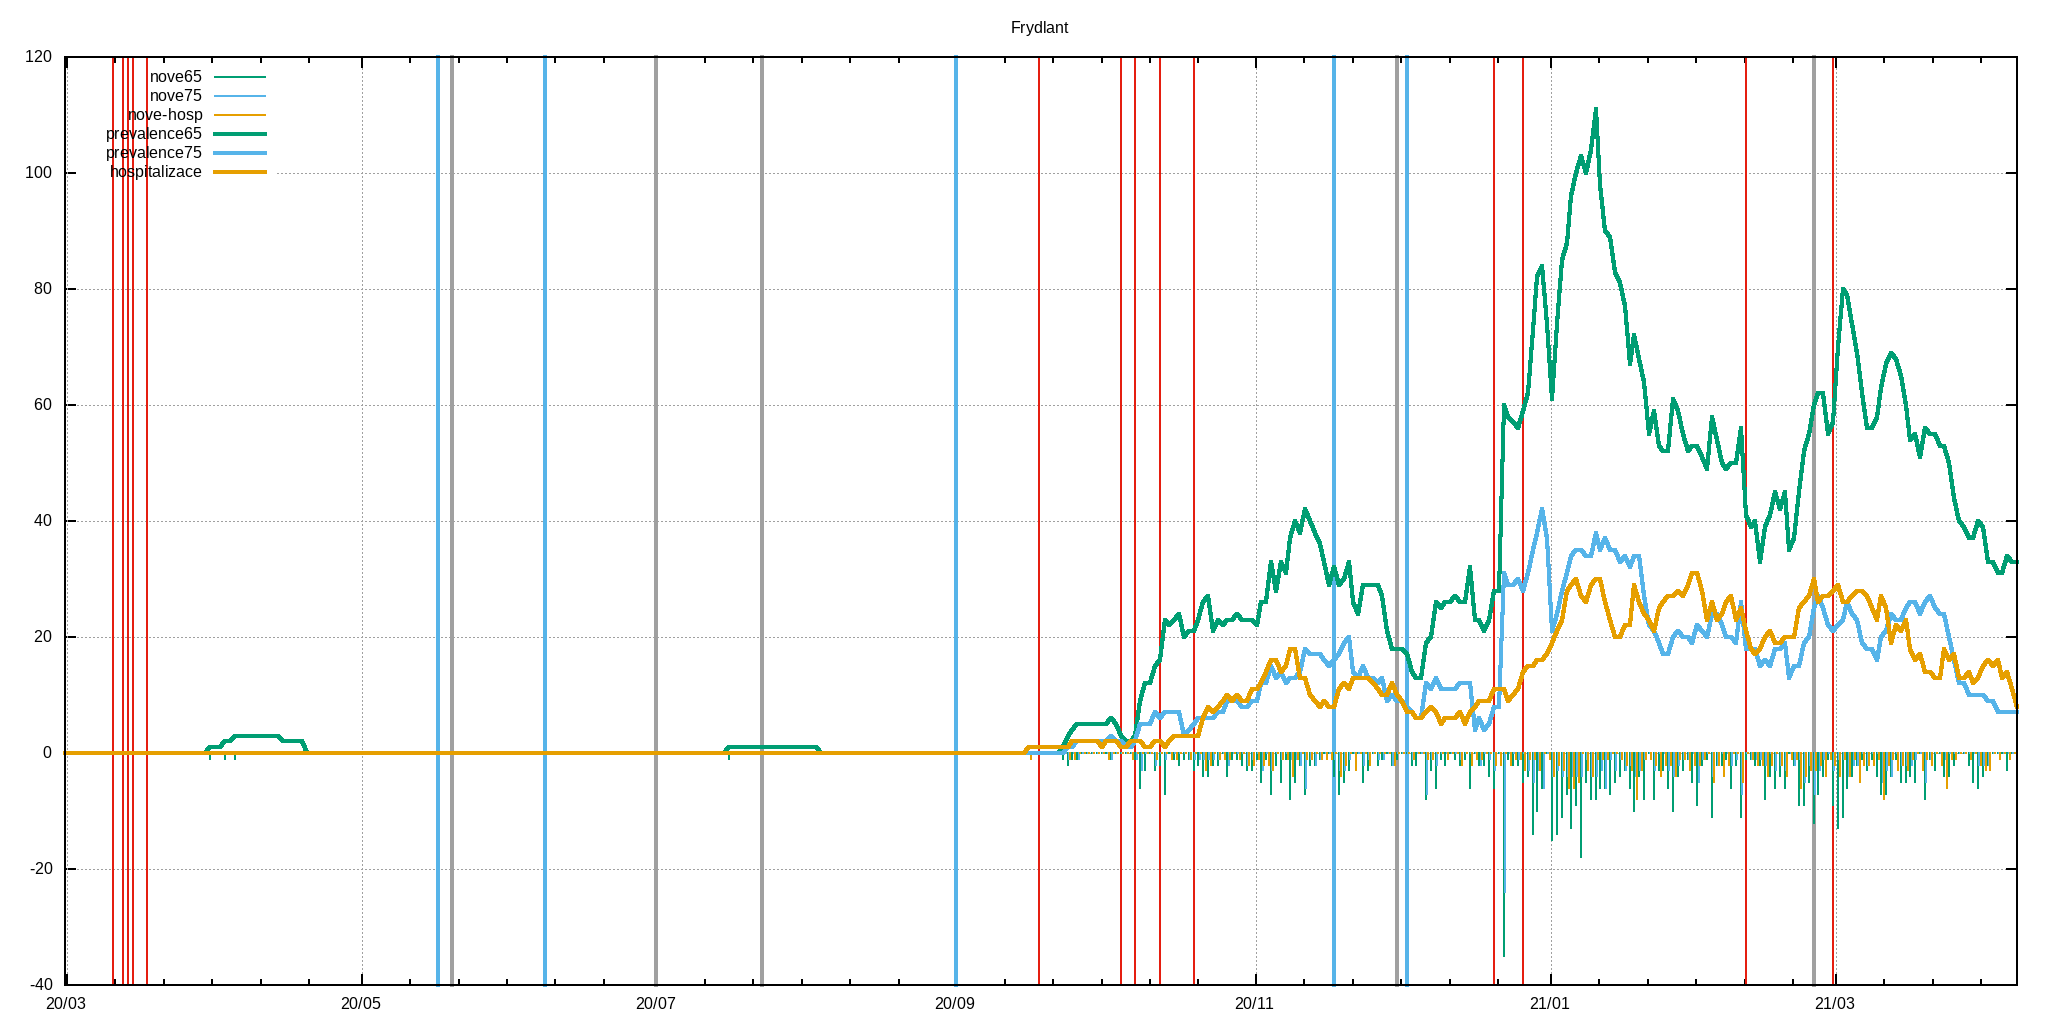 Frydlant
120
100
80
60
40
20
0
-20
-40
nove65
nove75
nove-hosp
prevalence65
prevalence75
hospitalizace
20/03 20/05 20/07 20/09 20/11 21/01 21/03